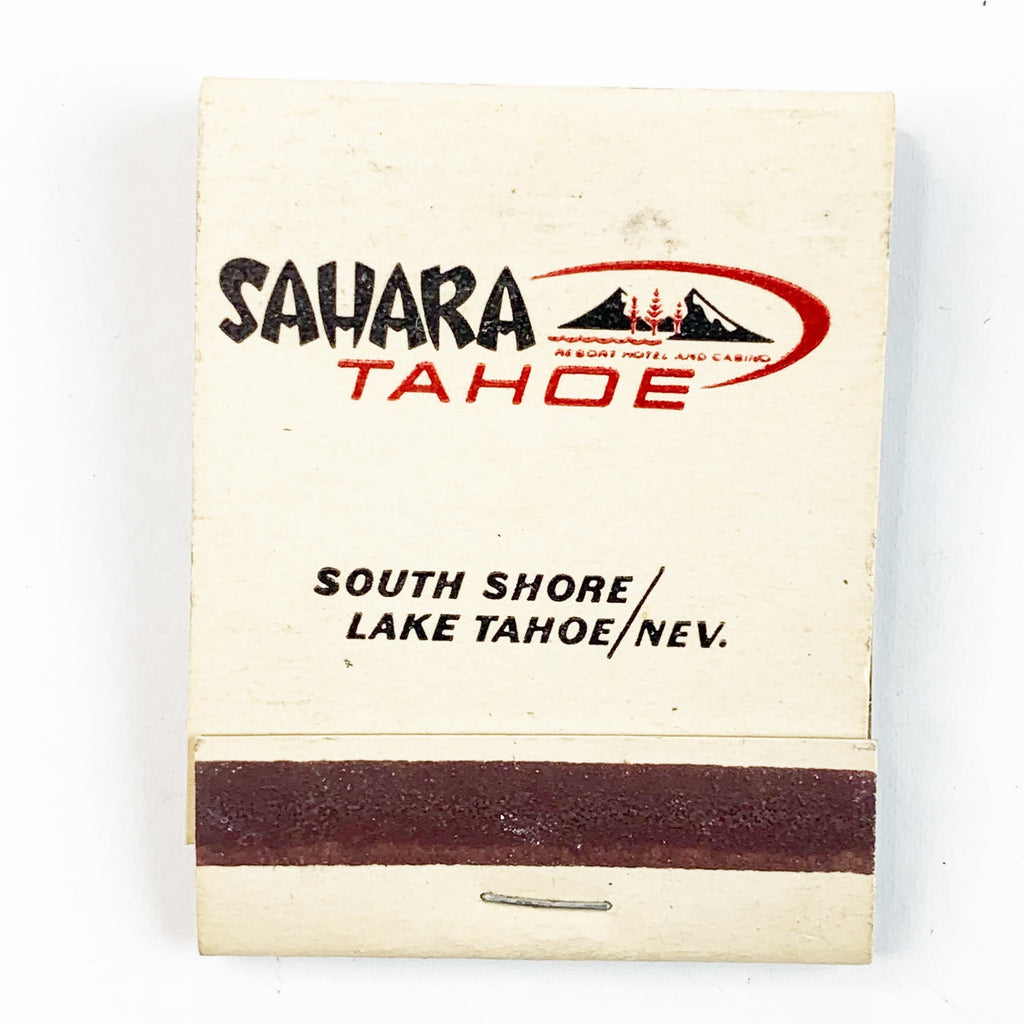 SAHARA
RESORT HOTEL AND CASINO
TAHOE
SOUTH SHORE/
LAKE TAHOE/NEV.